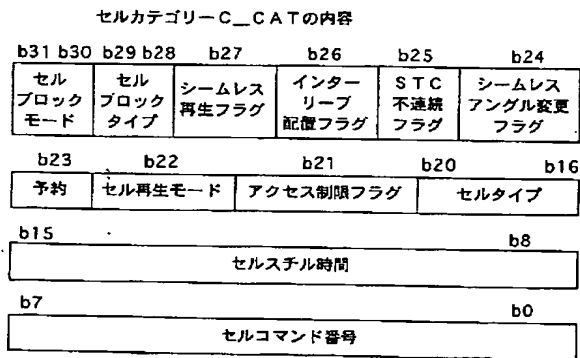 セルカテゴリーC__CATの内容
b31 b30 b29 b28 b27 b26 b25 b24
セル
ブロック
モード
セル
ブロック
タイプ
シームレス
再生フラグ
インター
リーブ
配置フラグ
STC
不連続
フラグ
シームレス
アングル変更
フラグ
b23 b22 b21 b20 b16
予約 セル再生モード アクセス制限フラグ セルタイプ
b15 b8
セルスチル時間
b7 b0
セルコマンド番号